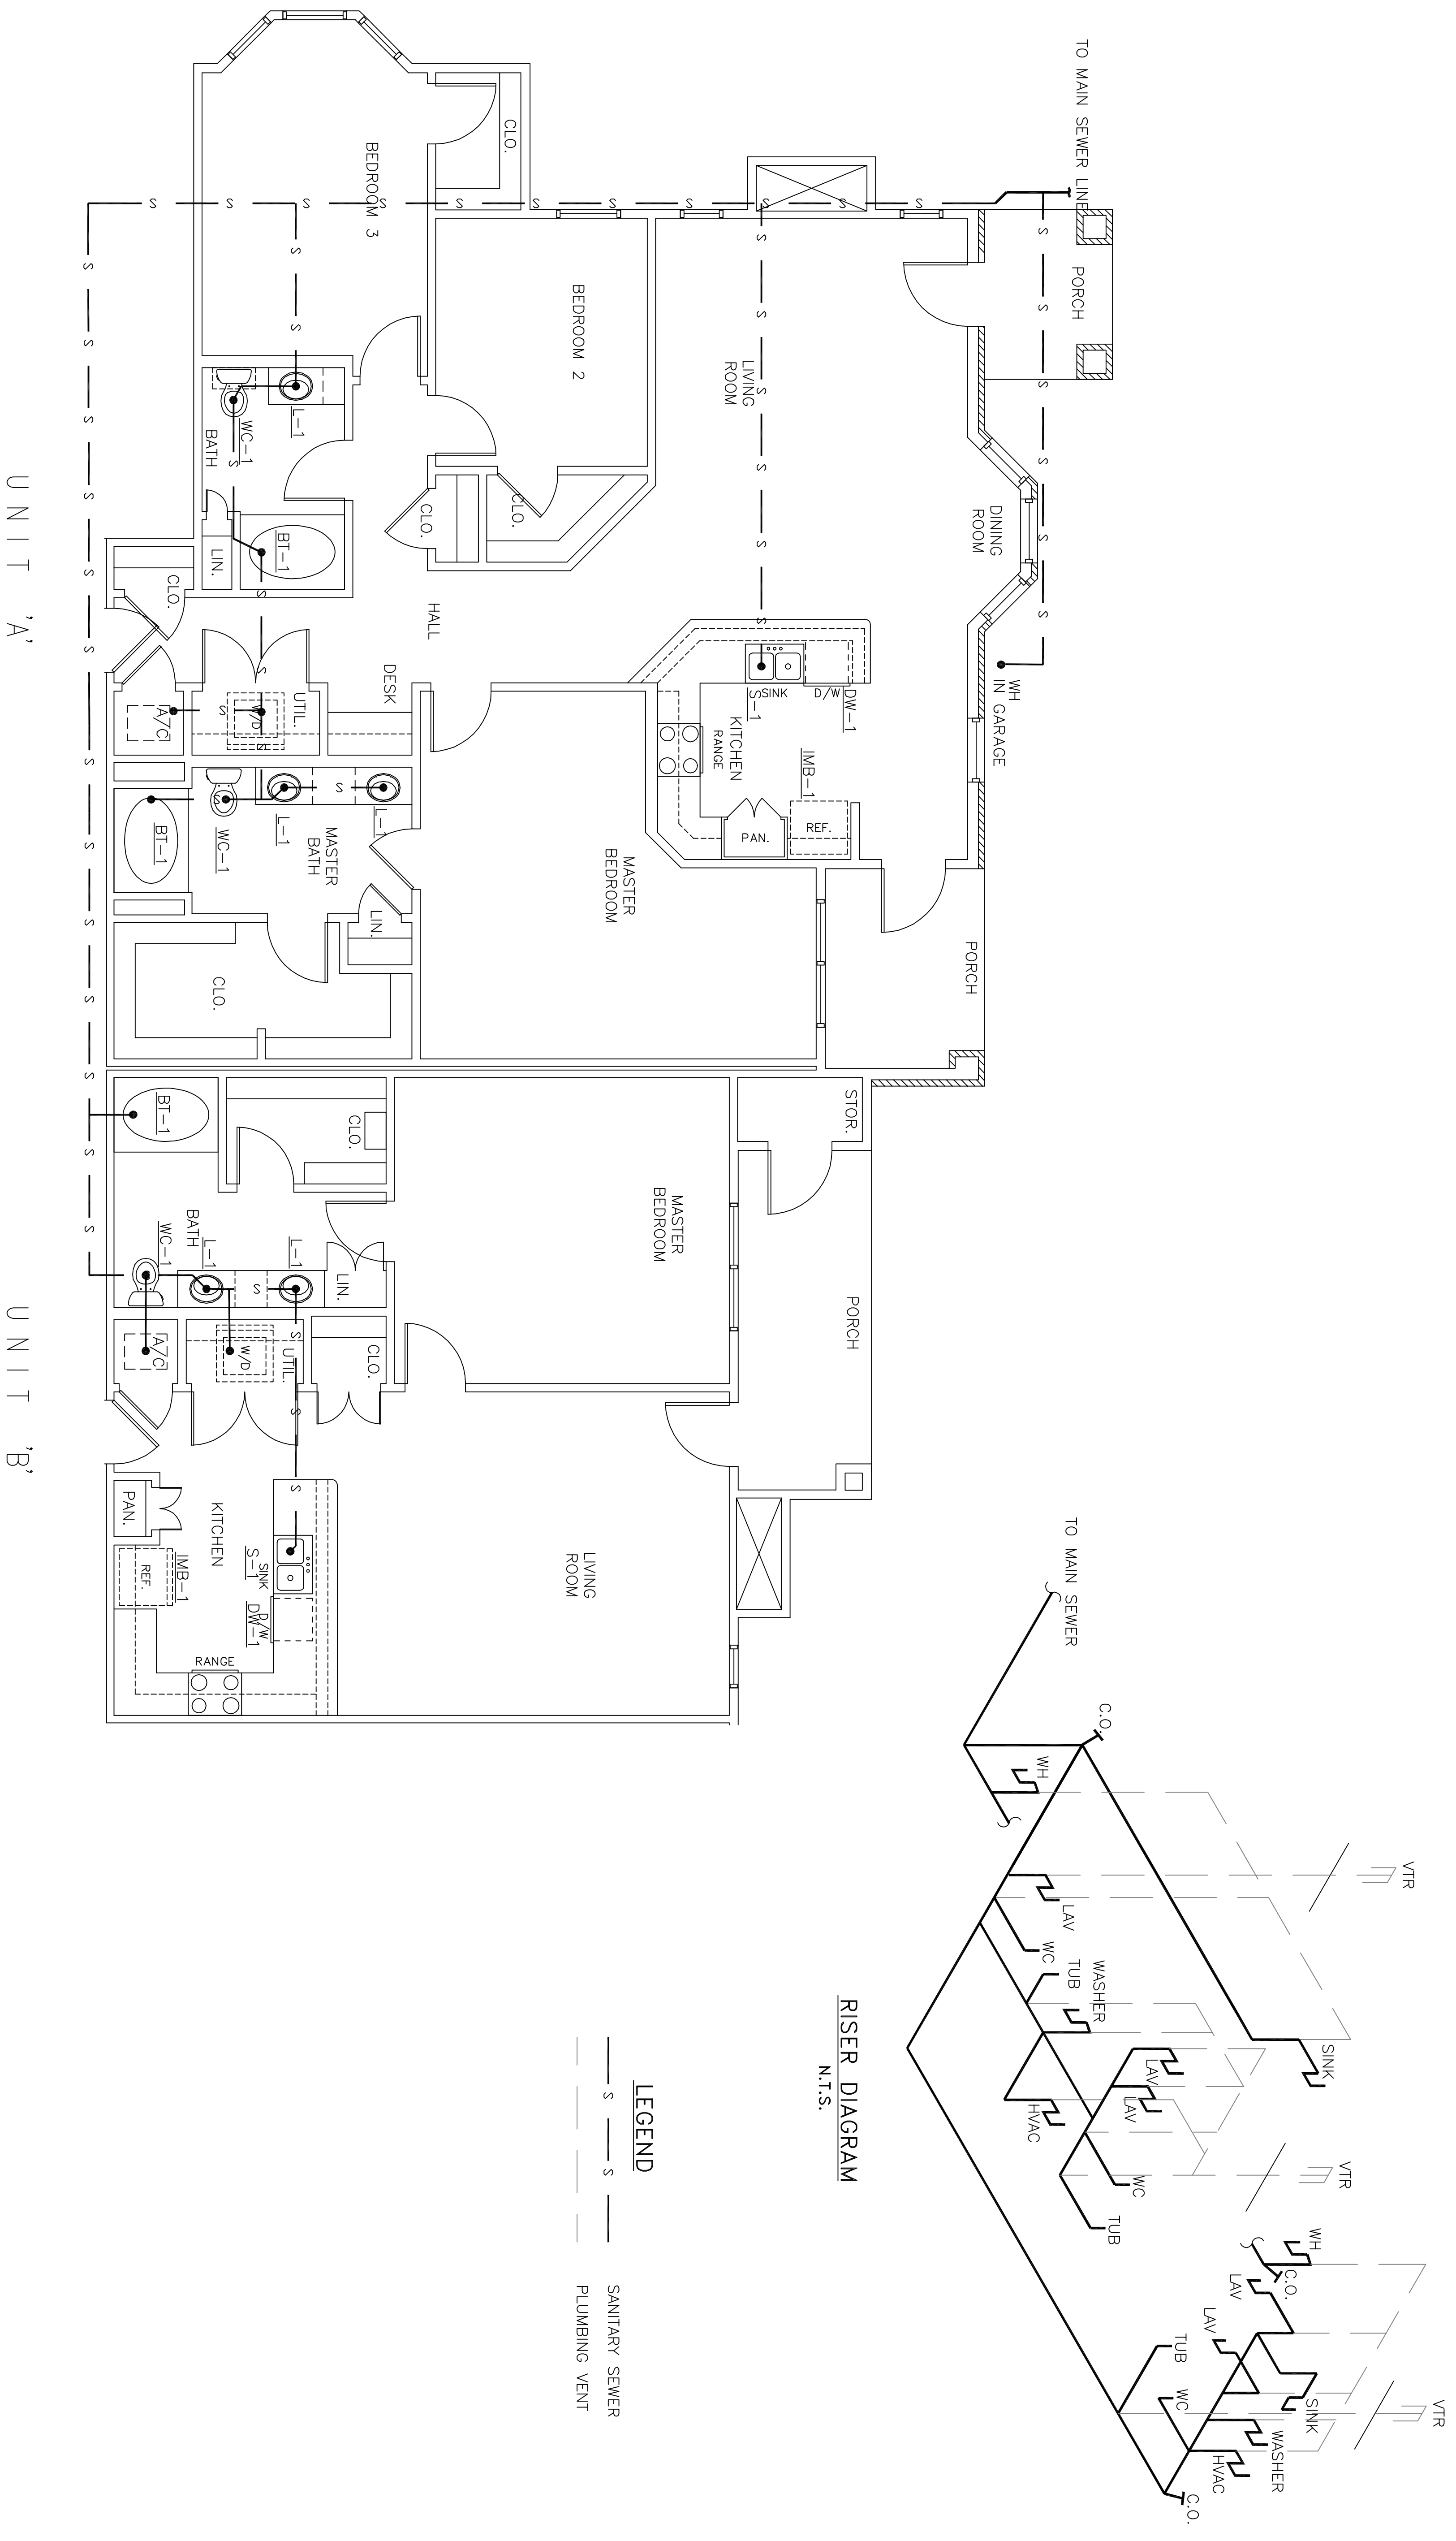 TO MAIN SEWER LINE
PORCH
CLO.
BEDROOM 3
BEDROOM 2
LIVING
ROOM
DINING
ROOM
WH
IN GARAGE
L-1
WC-1
BATH
CLO.
CLO.
BT-1
LIN.
CLO.
HALL
DESK
UTIL.
W/D
A/C
SINK
S-1
D/W
DW-1
KITCHEN
RANGE
IMB-1
REF.
PAN.
L-1
L-1
MASTER
BATH
WC-1
BT-1
LIN.
CLO.
MASTER
BEDROOM
PORCH
UNIT 'A'
STOR.
BT-1
CLO.
MASTER
BEDROOM
BATH
WC-1
L-1
L-1
LIN.
PORCH
A/C
W/D
UTIL.
CLO.
PAN.
KITCHEN
SINK
S-1
D/W
DW-1
IMB-1
REF.
RANGE
LIVING
ROOM
UNIT 'B'
TO MAIN SEWER
C.O.
WH
VTR
LAV
WC
TUB
WASHER
SINK
LAV
LAV
HVAC
WC
TUB
VTR
WH
C.O.
LAV
LAV
TUB
WC
SINK
VTR
WASHER
HVAC
C.O.
RISER DIAGRAM
N.T.S.
LEGEND
S S SANITARY SEWER
PLUMBING VENT